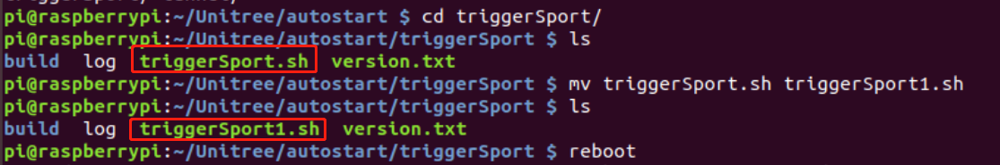 pi@raspberrypi:~/Unitree/autostart $ cd triggerSport/
pi@raspberrypi:~/Unitree/autostart/triggerSport $ ls
build  log  triggerSport.sh  version.txt
pi@raspberrypi:~/Unitree/autostart/triggerSport $ mv triggerSport.sh triggerSport1.sh
pi@raspberrypi:~/Unitree/autostart/triggerSport $ ls
build  log  triggerSport1.sh  version.txt
pi@raspberrypi:~/Unitree/autostart/triggerSport $ reboot